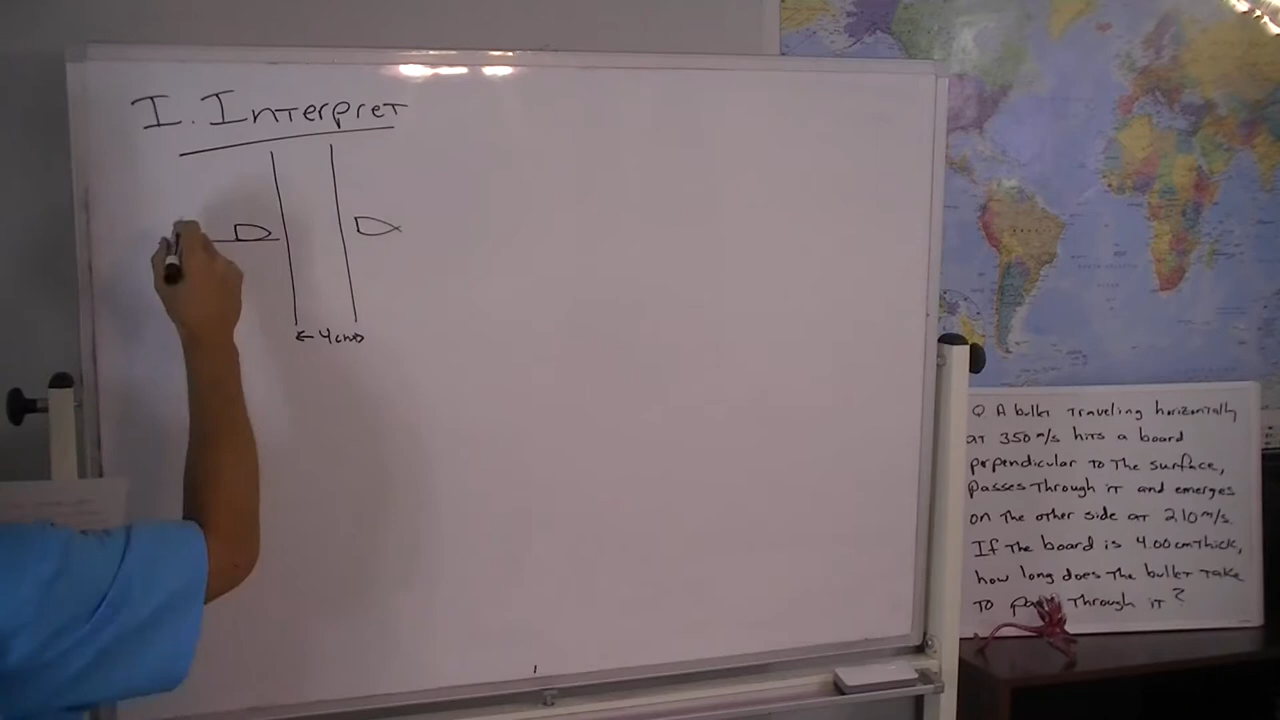 I. Interpret
4cm
Q A bullet Traveling horizontally
at 350 m/s hits a board
perpendicular to the surface,
passes through it and emerges
on the other side at 210 m/s.
If the board is 4.00 cm thick,
how long does the bullet take
to pass through it?